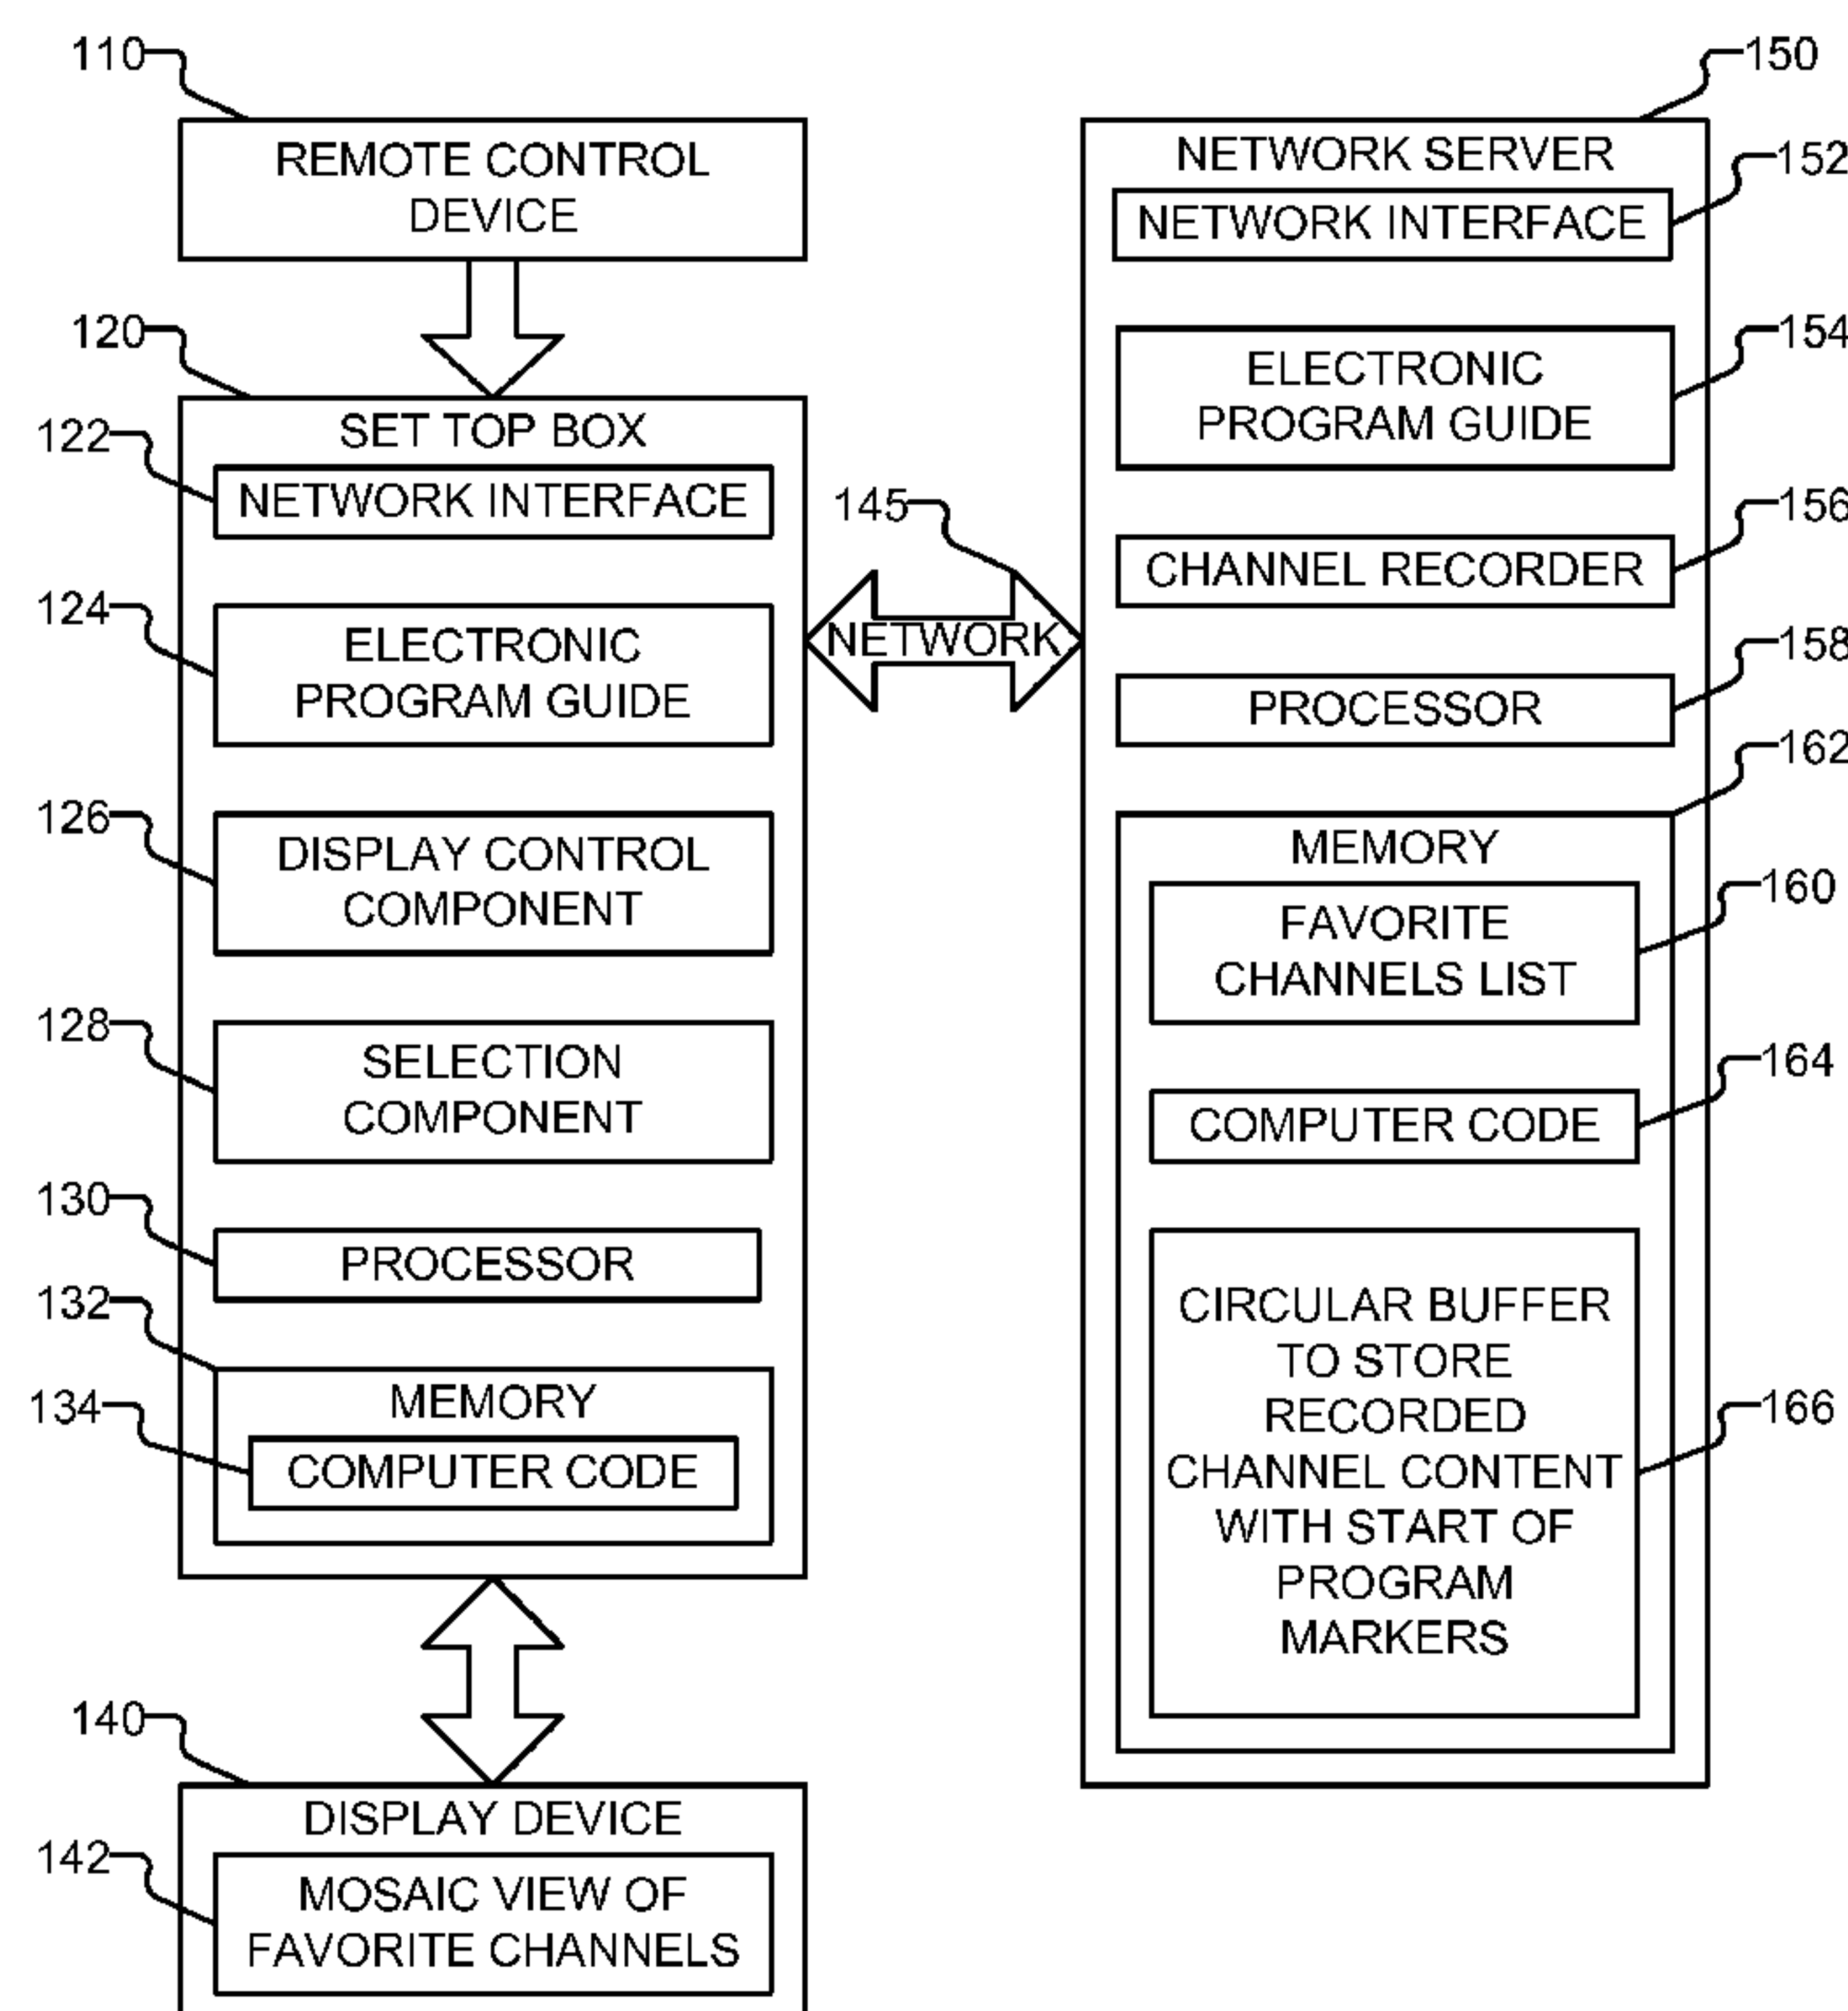 110
REMOTE CONTROL
DEVICE
120
SET TOP BOX
122
NETWORK INTERFACE
124
ELECTRONIC
PROGRAM GUIDE
126
DISPLAY CONTROL
COMPONENT
128
SELECTION
COMPONENT
130
PROCESSOR
132
MEMORY
134
COMPUTER CODE
140
DISPLAY DEVICE
142
MOSAIC VIEW OF
FAVORITE CHANNELS
145
NETWORK
150
NETWORK SERVER
152
NETWORK INTERFACE
154
ELECTRONIC
PROGRAM GUIDE
156
CHANNEL RECORDER
158
PROCESSOR
162
MEMORY
160
FAVORITE
CHANNELS LIST
164
COMPUTER CODE
166
CIRCULAR BUFFER
TO STORE
RECORDED
CHANNEL CONTENT
WITH START OF
PROGRAM
MARKERS